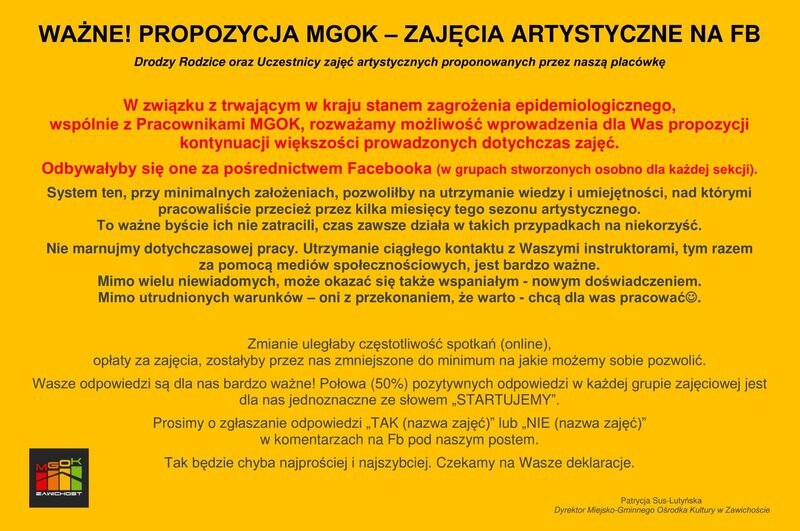 WAŻNE! PROPOZYCJA MGOK – ZAJĘCIA ARTYSTYCZNE NA FB
Drodzy Rodzice oraz Uczestnicy zajęć artystycznych proponowanych przez naszą placówkę
W związku z trwającym w kraju stanem zagrożenia epidemiologicznego,
wspólnie z Pracownikami MGOK, rozważamy możliwość wprowadzenia dla Was propozycji
kontynuacji większości prowadzonych dotychczas zajęć.
Odbywałyby się one za pośrednictwem Facebooka (w grupach stworzonych osobno dla każdej sekcji).
System ten, przy minimalnych założeniach, pozwoliłby na utrzymanie wiedzy i umiejętności, nad którymi
pracowaliście przecież przez kilka miesięcy tego sezonu artystycznego.
To ważne byście ich nie zatracili, czas zawsze działa w takich przypadkach na niekorzyść.
Nie marnujmy dotychczasowej pracy. Utrzymanie ciągłego kontaktu z Waszymi instruktorami, tym razem
za pomocą mediów społecznościowych, jest bardzo ważne.
Mimo wielu niewiadomych, może okazać się także wspaniałym - nowym doświadczeniem.
Mimo utrudnionych warunków – oni z przekonaniem, że warto - chcą dla was pracować☺.
Zmianie uległaby częstotliwość spotkań (online),
opłaty za zajęcia, zostałyby przez nas zmniejszone do minimum na jakie możemy sobie pozwolić.
Wasze odpowiedzi są dla nas bardzo ważne! Połowa (50%) pozytywnych odpowiedzi w każdej grupie zajęciowej jest
dla nas jednoznaczne ze słowem „STARTUJEMY”.
Prosimy o zgłaszanie odpowiedzi „TAK (nazwa zajęć)” lub „NIE (nazwa zajęć)”
w komentarzach na Fb pod naszym postem.
Tak będzie chyba najprościej i najszybciej. Czekamy na Wasze deklaracje.
MGOK
ZAWICHOST
Patrycja Sus-Lutyńska
Dyrektor Miejsko-Gminnego Ośrodka Kultury w Zawichoście